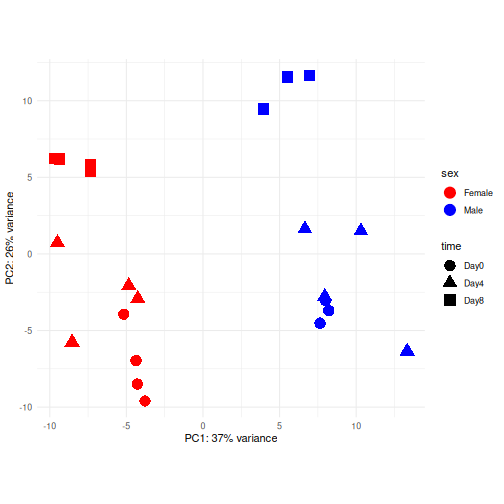 10
5
0
-5
-10
-10
-5
0
5
10
PC1: 37% variance
PC2: 26% variance
sex
Female
Male
time
Day0
Day4
Day8